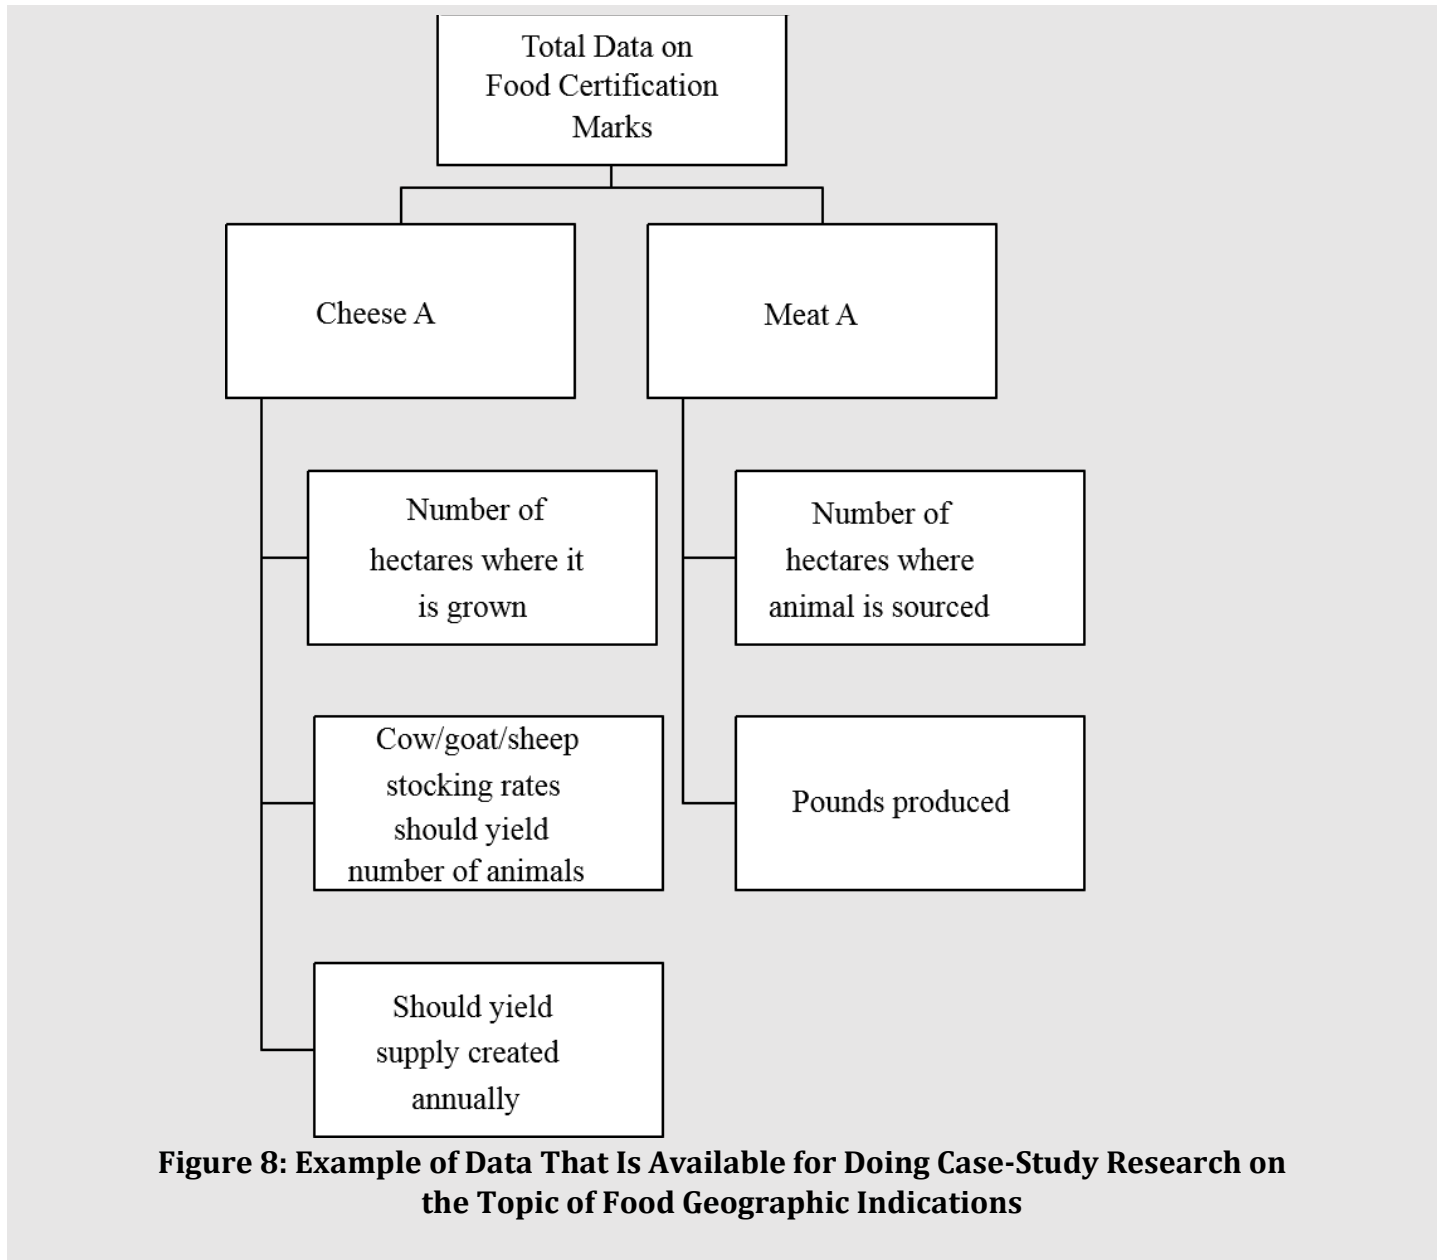 Total Data on
Food Certification
Marks
Cheese A
Meat A
Number of
hectares where it
is grown
Number of
hectares where
animal is sourced
Cow/goat/sheep
stocking rates
should yield
number of animals
Pounds produced
Should yield
supply created
annually
Figure 8: Example of Data That Is Available for Doing Case-Study Research on
the Topic of Food Geographic Indications